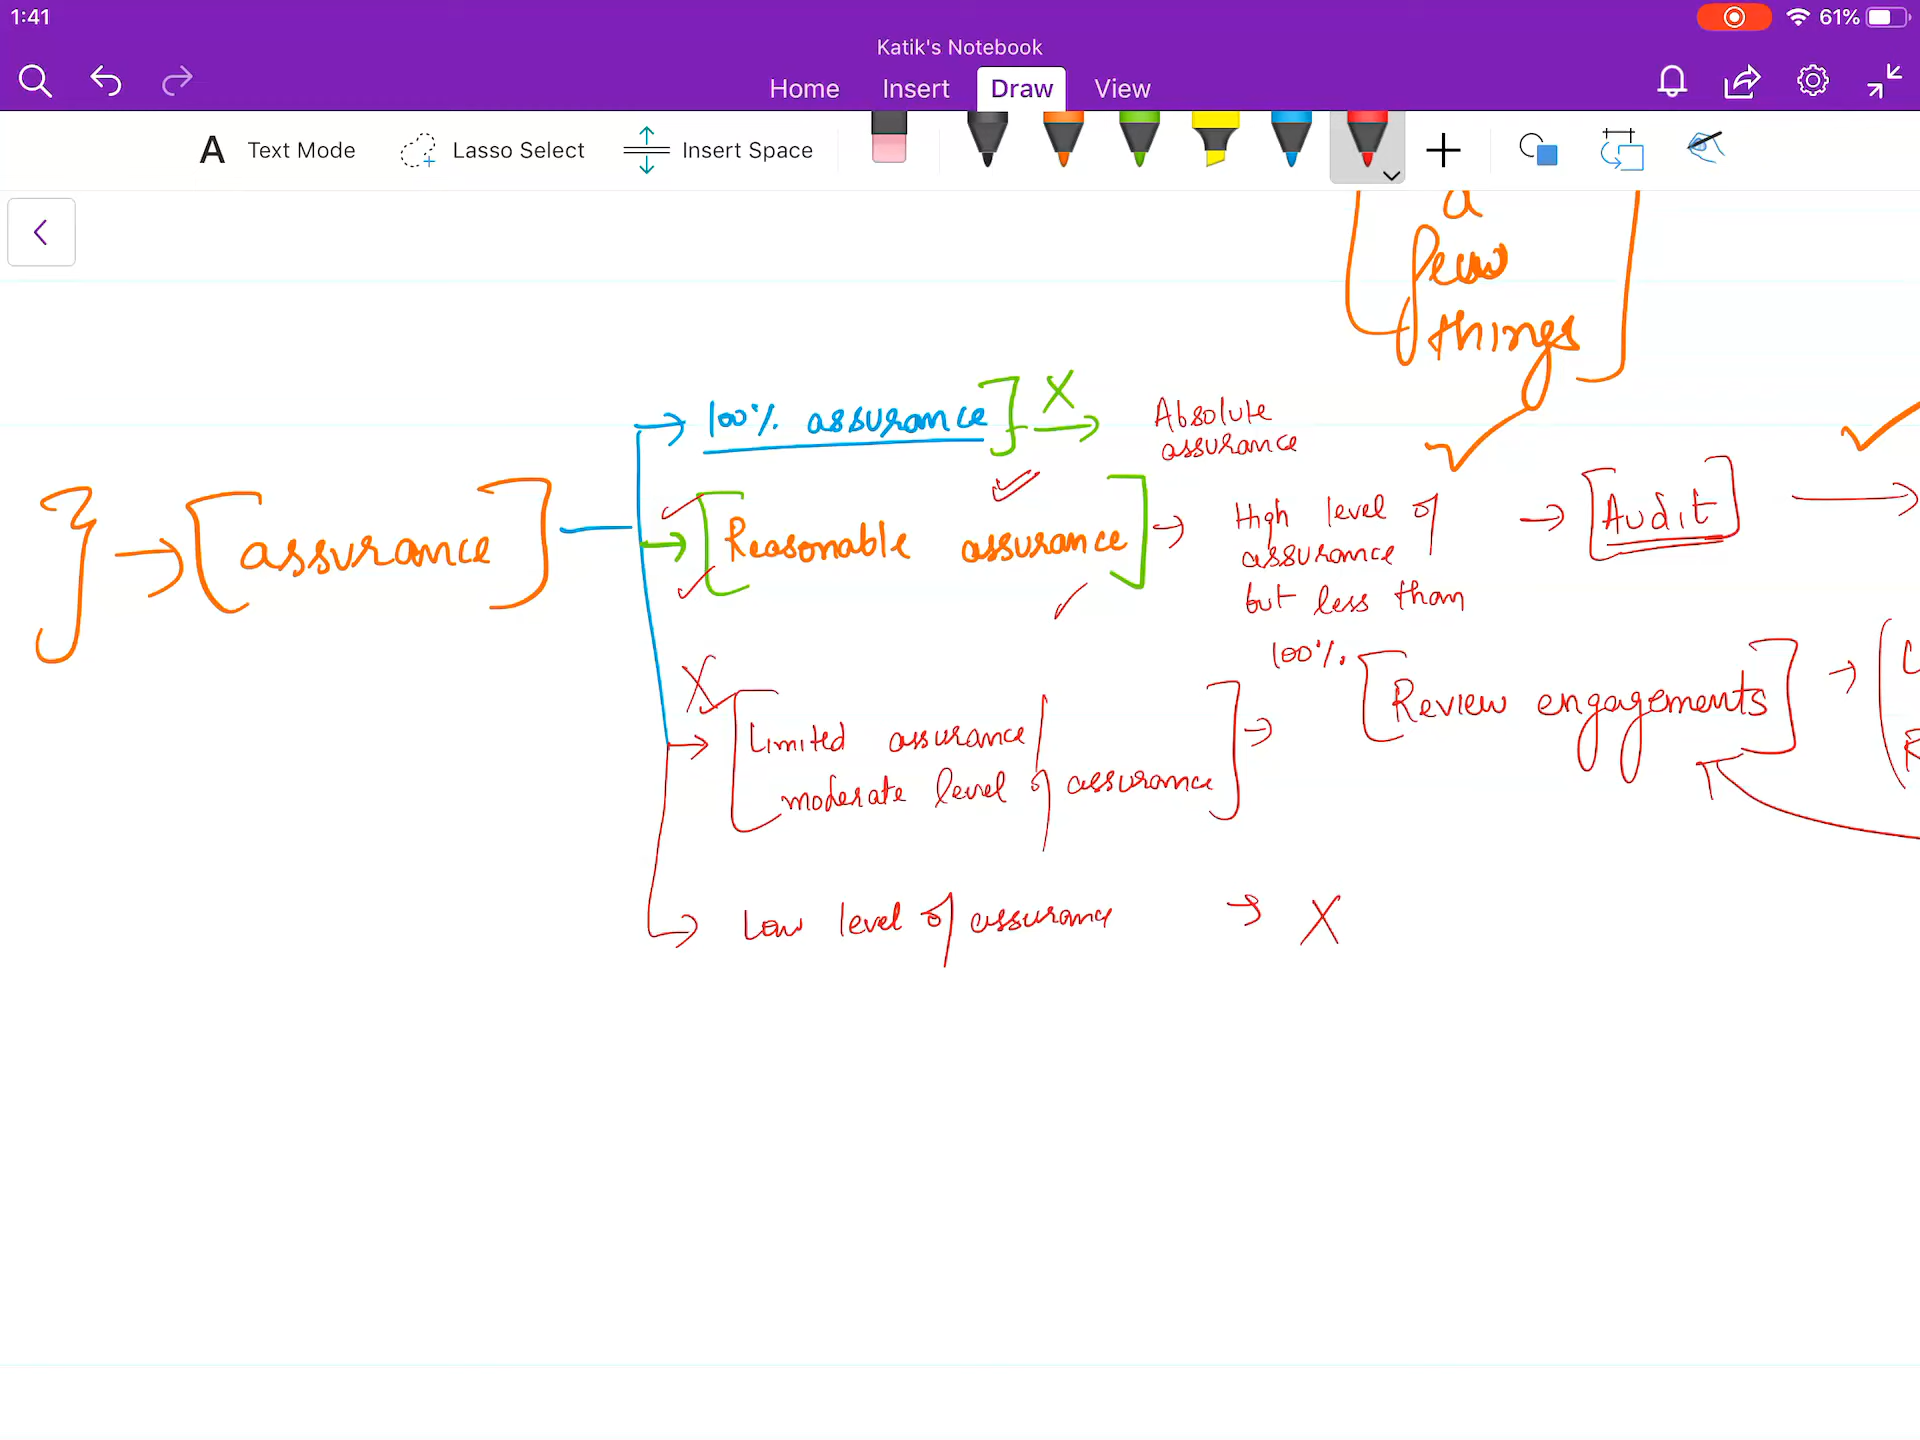 1:41
61%
Katik's Notebook
Home Insert Draw View
A Text Mode Lasso Select Insert Space
a
few
things
100% assurance X
Absolute
assurance
assurance
Reasonable assurance
High level of
assurance
but less than
100%.
Audit
X
Limited assurance /
moderate level of assurance
Review engagements
Low level of assurance X